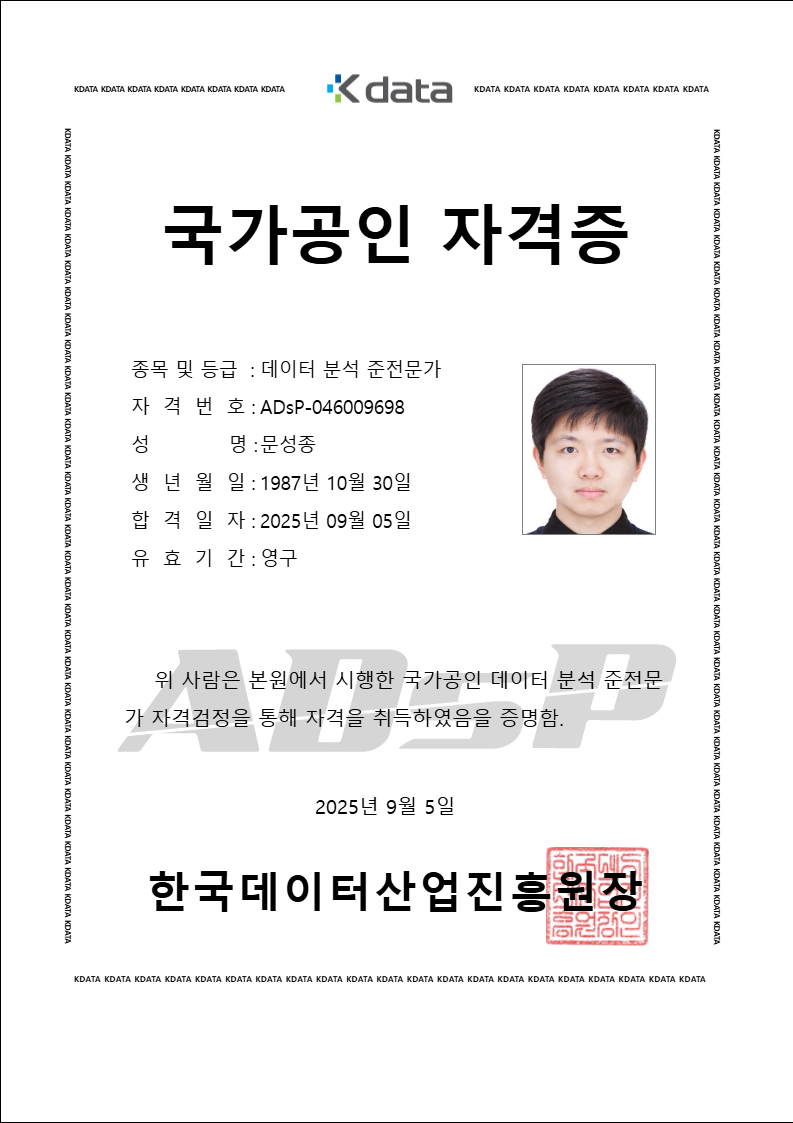 KDATA KDATA KDATA KDATA KDATA KDATA KDATA KDATA
K data
KDATA KDATA KDATA KDATA KDATA KDATA KDATA KDATA
국가공인 자격증
종목 및 등급 : 데이터 분석 준전문가
자 격 번 호 : ADsP-046009698
성 명 : 문성종
생 년 월 일 : 1987년 10월 30일
합 격 일 자 : 2025년 09월 05일
유 효 기 간 : 영구
ADsP
위 사람은 본원에서 시행한 국가공인 데이터 분석 준전문
가 자격검정을 통해 자격을 취득하였음을 증명함.
2025년 9월 5일
한국데이터산업진흥원장
KDATA KDATA KDATA KDATA KDATA KDATA KDATA KDATA KDATA KDATA KDATA KDATA KDATA KDATA KDATA KDATA KDATA KDATA KDATA KDATA KDATA